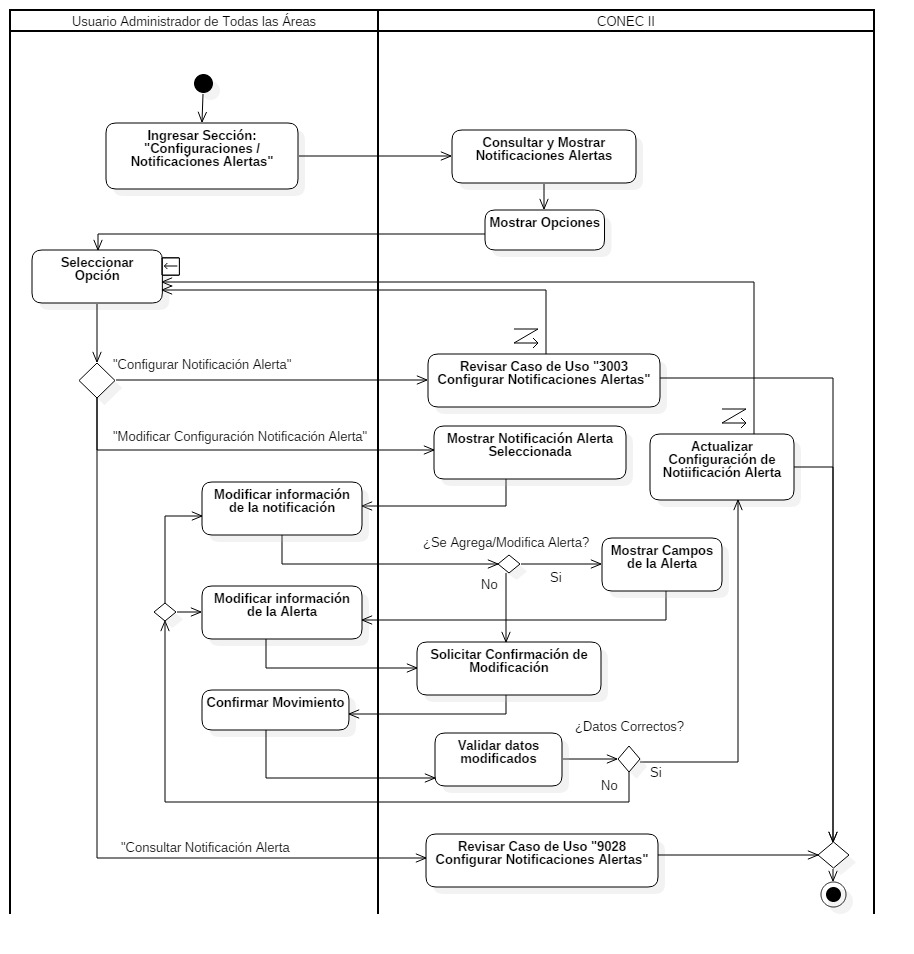 Usuario Administrador de Todas las Áreas
CONEC II
Ingresar Sección:
"Configuraciones /
Notificaciones Alertas"
Consultar y Mostrar
Notificaciones Alertas
Mostrar Opciones
Seleccionar
Opción
"Configurar Notificación Alerta"
Revisar Caso de Uso "3003
Configurar Notificaciones Alertas"
"Modificar Configuración Notificación Alerta"
Mostrar Notificación Alerta
Seleccionada
Actualizar
Configuración de
Notiificación Alerta
Modificar información
de la notificación
¿Se Agrega/Modifica Alerta?
Mostrar Campos
de la Alerta
No
Si
Modificar información
de la Alerta
Solicitar Confirmación de
Modificación
Confirmar Movimiento
¿Datos Correctos?
Validar datos
modificados
Si
No
"Consultar Notificación Alerta
Revisar Caso de Uso "9028
Configurar Notificaciones Alertas"